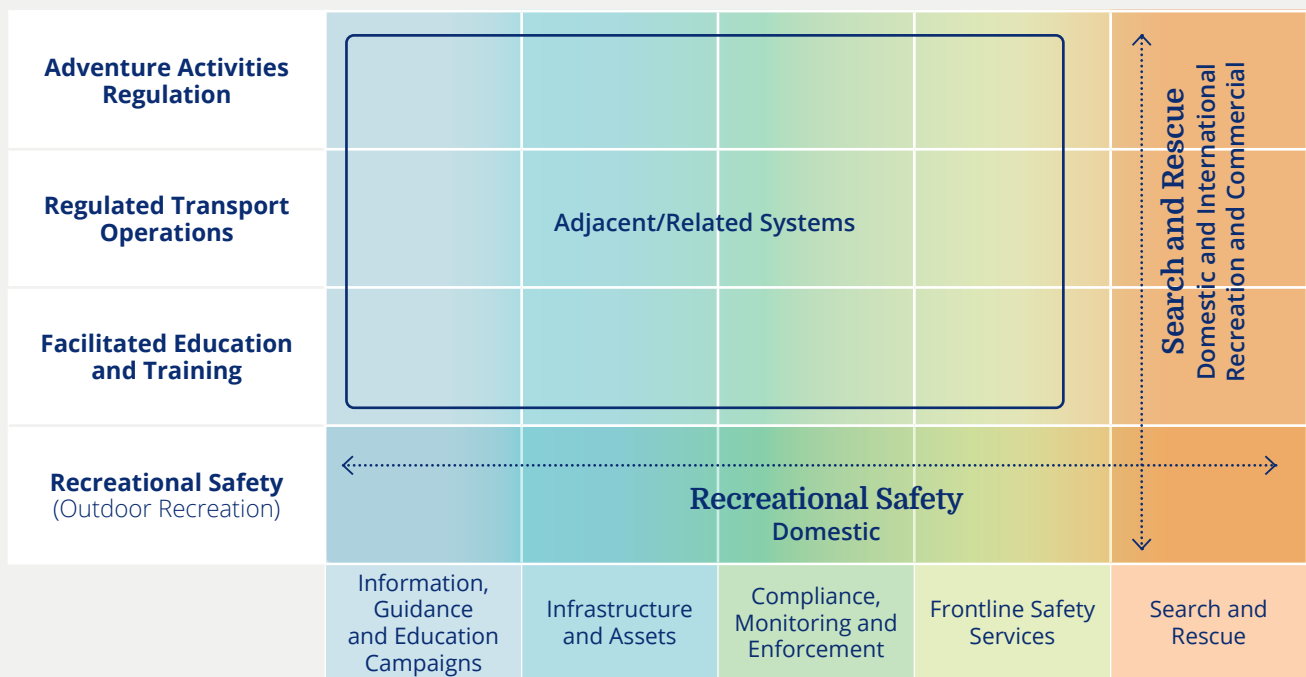 Adventure Activities
Regulation
Regulated Transport
Operations
Adjacent/Related Systems
Facilitated Education
and Training
Search and Rescue
Domestic and International
Recreation and Commercial
Recreational Safety
(Outdoor Recreation)
Recreational Safety
Domestic
Information,
Guidance
and Education
Campaigns
Infrastructure
and Assets
Compliance,
Monitoring and
Enforcement
Frontline Safety
Services
Search and
Rescue